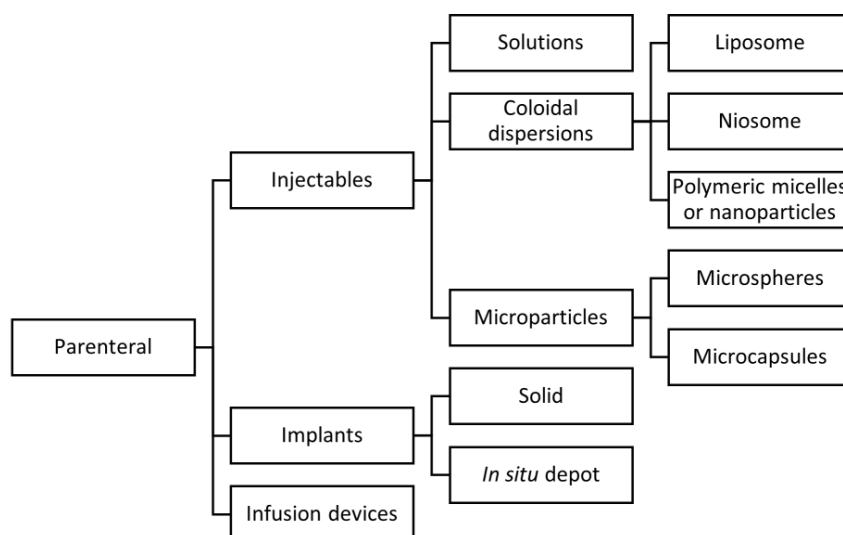 Solutions
Liposome
Coloidal
dispersions
Niosome
Injectables
Polymeric micelles
or nanoparticles
Microspheres
Microparticles
Parenteral
Microcapsules
Solid
Implants
In situ depot
Infusion devices